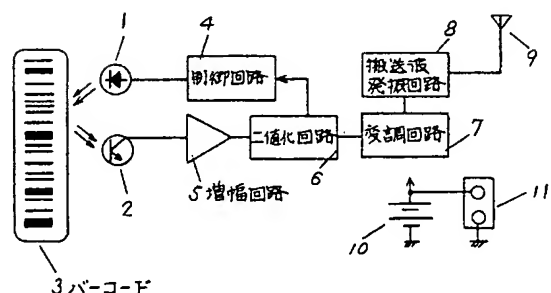 1
4
制御回路
8
搬送波
発振回路
9
二値化回路
6
変調回路
7
2
5 増幅回路
10
11
3 バーコード